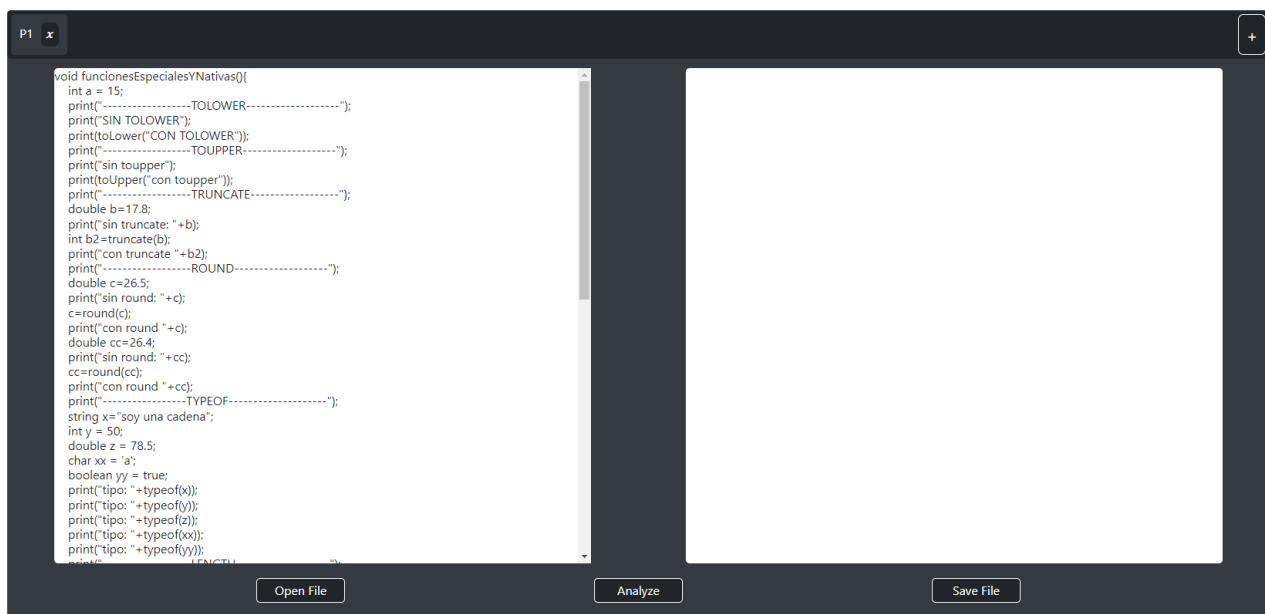 P1 x
+
void funcionesEspecialesYNativas(){
int a = 15;
print("------------------TOLOWER-------------------");
print("SIN TOLOWER");
print(toLower("CON TOLOWER"));
print("------------------TOUPPER-------------------");
print("sin toupper");
print(toUpper("con toupper"));
print("------------------TRUNCATE------------------");
double b=17.8;
print("sin truncate: "+b);
int b2=truncate(b);
print("con truncate "+b2);
print("------------------ROUND-------------------");
double c=26.5;
print("sin round: "+c);
c=round(c);
print("con round "+c);
double cc=26.4;
print("sin round: "+cc);
cc=round(cc);
print("con round "+cc);
print("-----------------TYPEOF--------------------");
string x="soy una cadena";
int y = 50;
double z = 78.5;
char xx = 'a';
boolean yy = true;
print("tipo: "+typeof(x));
print("tipo: "+typeof(y));
print("tipo: "+typeof(z));
print("tipo: "+typeof(xx));
print("tipo: "+typeof(yy));
print("------------------LENGTH-------------------");
Open File
Analyze
Save File